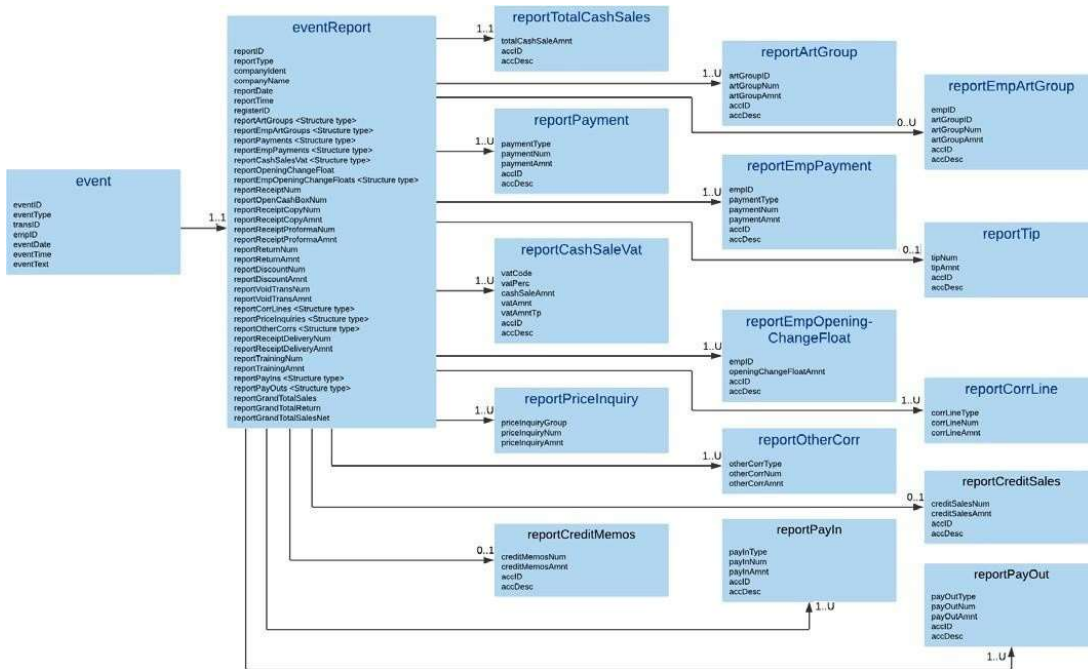 event
eventID
eventType
transID
empID
eventDate
eventTime
eventText
1..1
eventReport
reportID
reportType
companyIdent
companyName
reportDate
reportTime
registerID
reportArtGroups <Structure type>
reportEmpArtGroups <Structure type>
reportPayments <Structure type>
reportEmpPayments <Structure type>
reportCashSalesVat <Structure type>
reportOpeningChangeFloat
reportEmpOpeningChangeFloats <Structure type>
reportReceiptNum
reportOpenCashBoxNum
reportReceiptCopyNum
reportReceiptCopyAmnt
reportReceiptProformaNum
reportReceiptProformaAmnt
reportReturnNum
reportReturnAmnt
reportDiscountNum
reportDiscountAmnt
reportVoidTransNum
reportVoidTransAmnt
reportCorrLines <Structure type>
reportPriceInquiries <Structure type>
reportOtherCorrs <Structure type>
reportReceiptDeliveryNum
reportReceiptDeliveryAmnt
reportTrainingNum
reportTrainingAmnt
reportPayIns <Structure type>
reportPayOuts <Structure type>
reportGrandTotalSales
reportGrandTotalReturn
reportGrandTotalSalesNet
1..1
reportTotalCashSales
totalCashSaleAmnt
accID
accDesc
1..U
reportArtGroup
artGroupID
artGroupNum
artGroupAmnt
accID
accDesc
0..U
reportEmpArtGroup
empID
artGroupID
artGroupNum
artGroupAmnt
accID
accDesc
1..U
reportPayment
paymentType
paymentNum
paymentAmnt
accID
accDesc
1..U
reportEmpPayment
empID
paymentType
paymentNum
paymentAmnt
accID
accDesc
0..1
reportTip
tipNum
tipAmnt
accID
accDesc
1..U
reportCashSaleVat
vatCode
vatPerc
cashSaleAmnt
vatAmnt
vatAmntTp
accID
accDesc
1..U
reportEmpOpening-
ChangeFloat
empID
openingChangeFloatAmnt
accID
accDesc
1..U
reportCorrLine
corrLineType
corrLineNum
corrLineAmnt
1..U
reportPriceInquiry
priceInquiryGroup
priceInquiryNum
priceInquiryAmnt
1..U
reportOtherCorr
otherCorrType
otherCorrNum
otherCorrAmnt
0..1
reportCreditSales
creditSalesNum
creditSalesAmnt
accID
accDesc
0..1
reportCreditMemos
creditMemosNum
creditMemosAmnt
accID
accDesc
reportPayIn
payInType
payInNum
payInAmnt
accID
accDesc
1..U
reportPayOut
payOutType
payOutNum
payOutAmnt
accID
accDesc
1..U